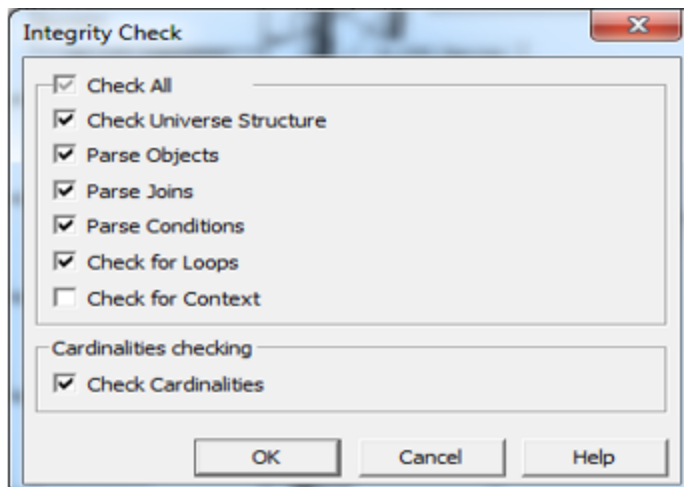 Integrity Check
Check All
Check Universe Structure
Parse Objects
Parse Joins
Parse Conditions
Check for Loops
Check for Context
Cardinalities checking
Check Cardinalities
OK Cancel Help